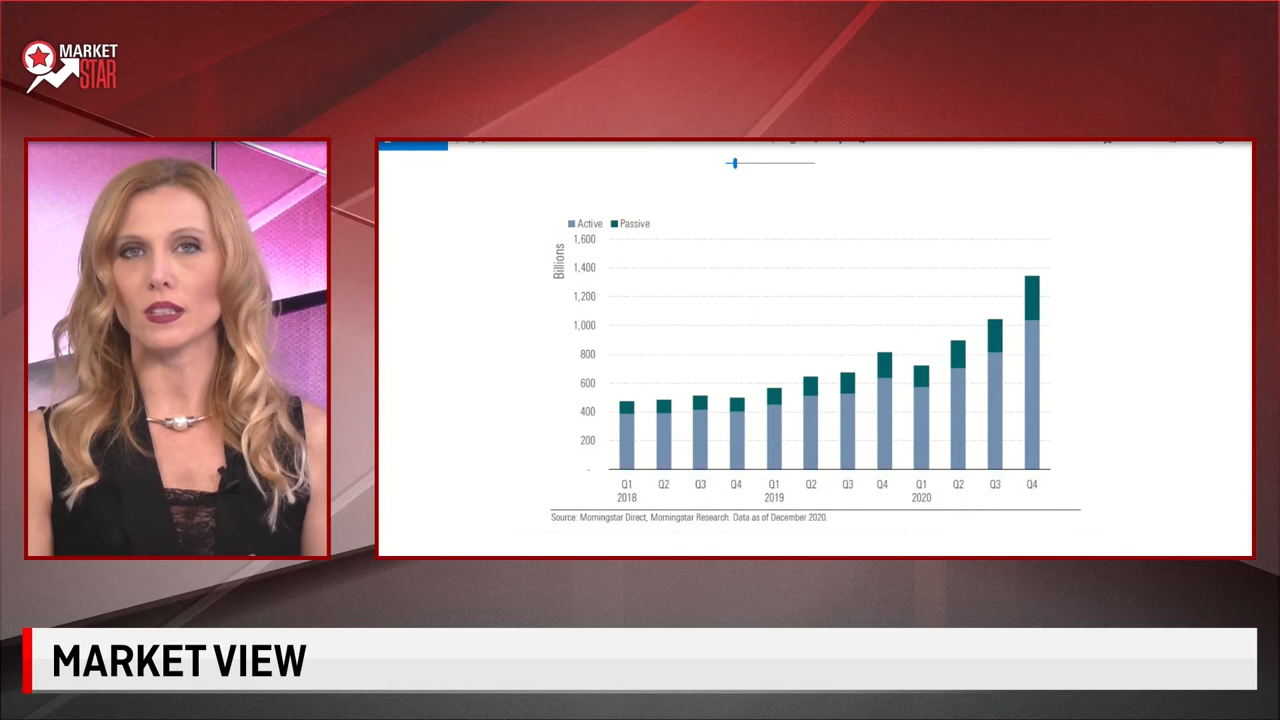 MARKET
STAR
Active Passive
Billions
1,600
1,400
1,200
1,000
800
600
400
200
-
Q1 Q2 Q3 Q4 Q1 Q2 Q3 Q4 Q1 Q2 Q3 Q4
2018 2019 2020
Source: Morningstar Direct, Morningstar Research. Data as of December 2020.
MARKET VIEW